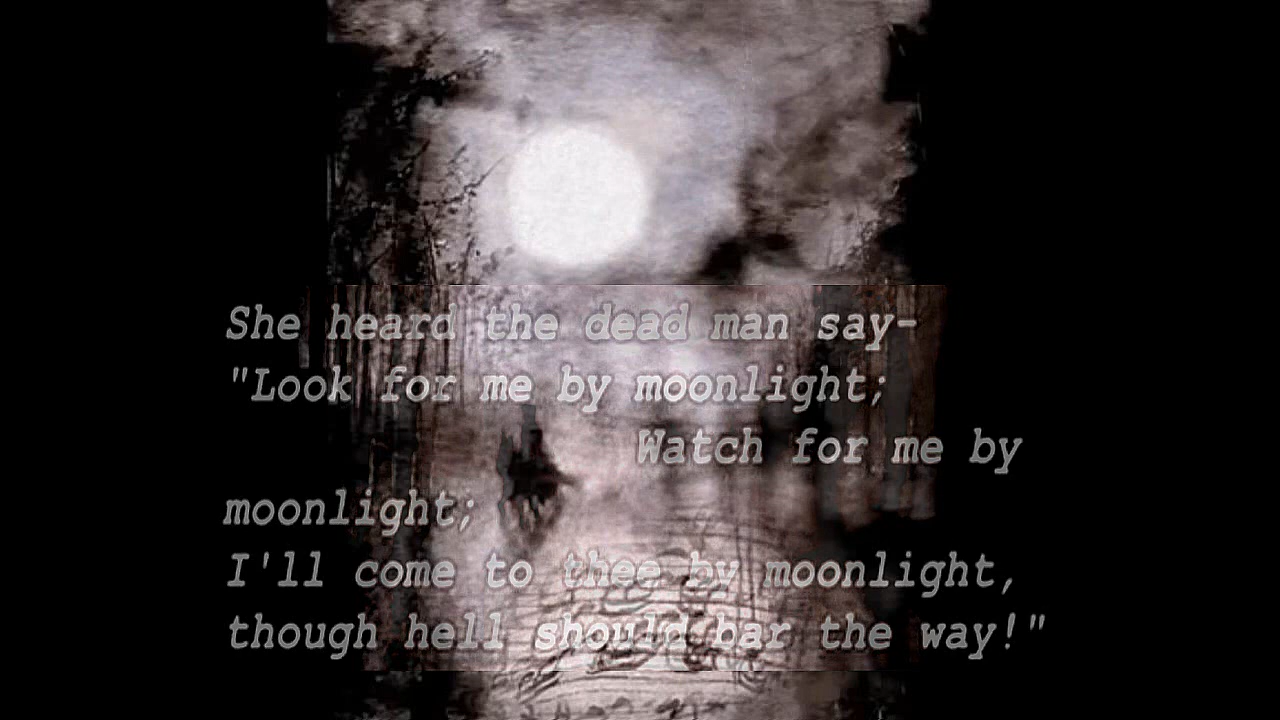 She heard the dead man say-
"Look for me by moonlight;
Watch for me by
moonlight;
I'll come to thee by moonlight,
though hell should bar the way!"